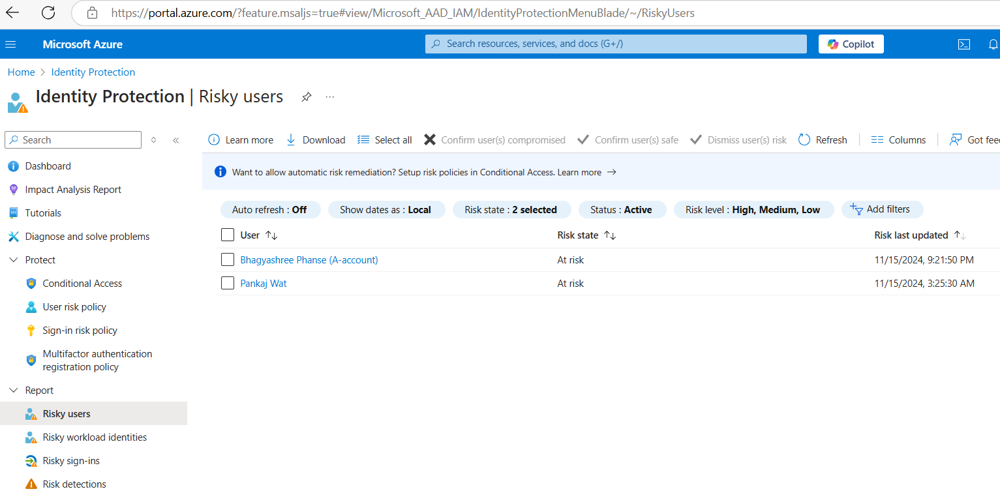 https://portal.azure.com/?feature.msaljs=true#view/Microsoft_AAD_IAM/IdentityProtectionMenuBlade/~/RiskyUsers
Microsoft Azure
Search resources, services, and docs (G+/)
Copilot
Home > Identity Protection
Identity Protection | Risky users
Search
Learn more
Download
Select all
Confirm user(s) compromised
Confirm user(s) safe
Dismiss user(s) risk
Refresh
Columns
Got fee
Dashboard
Impact Analysis Report
Tutorials
Diagnose and solve problems
Protect
Conditional Access
User risk policy
Sign-in risk policy
Multifactor authentication
registration policy
Report
Risky users
Risky workload identities
Risky sign-ins
Risk detections
Want to allow automatic risk remediation? Setup risk policies in Conditional Access. Learn more →
Auto refresh : Off
Show dates as : Local
Risk state : 2 selected
Status : Active
Risk level : High, Medium, Low
Add filters
User Risk state Risk last updated
Bhagyashree Phanse (A-account) At risk 11/15/2024, 9:21:50 PM
Pankaj Wat At risk 11/15/2024, 3:25:30 AM